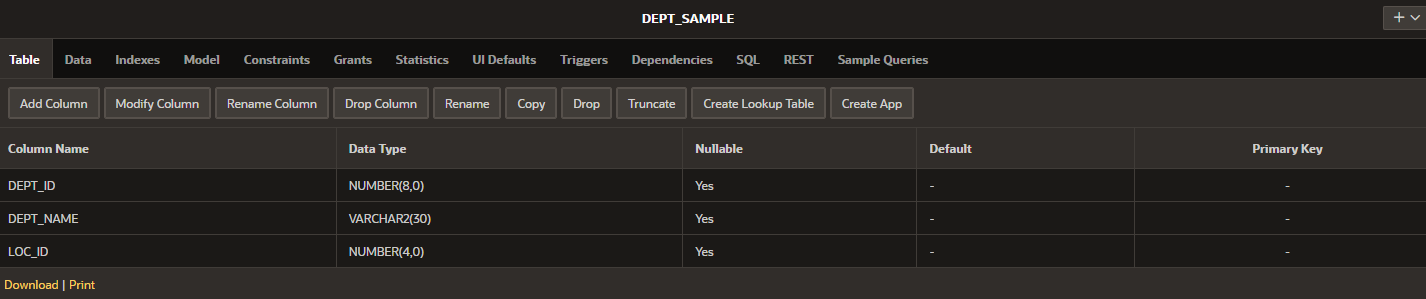 DEPT_SAMPLE
Table Data Indexes Model Constraints Grants Statistics UI Defaults Triggers Dependencies SQL REST Sample Queries
Add Column Modify Column Rename Column Drop Column Rename Copy Drop Truncate Create Lookup Table Create App
Column Name Data Type Nullable Default Primary Key
DEPT_ID NUMBER(8,0) Yes - -
DEPT_NAME VARCHAR2(30) Yes - -
LOC_ID NUMBER(4,0) Yes - -
Download | Print